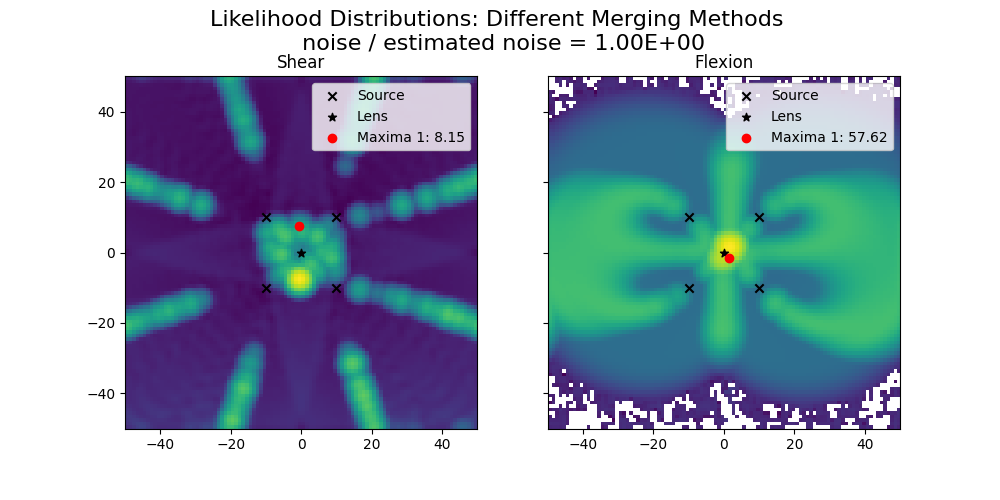 Likelihood Distributions: Different Merging Methods
noise / estimated noise = 1.00E+00
Shear
Flexion
Source
Lens
Maxima 1: 8.15
Source
Lens
Maxima 1: 57.62
40
20
0
−20
−40
−40 −20 0 20 40
−40 −20 0 20 40